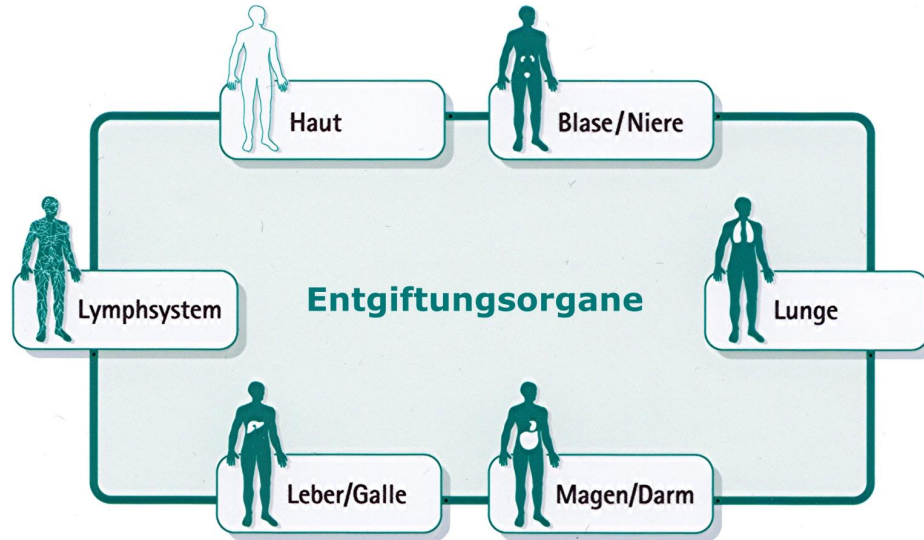 Haut
Blase/Niere
Lymphsystem
Entgiftungsorgane
Lunge
Leber/Galle
Magen/Darm